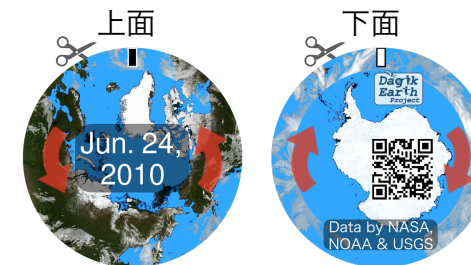 上面
下面
Jun. 24,
2010
Dagik
Earth
Project
Data by NASA,
NOAA & USGS